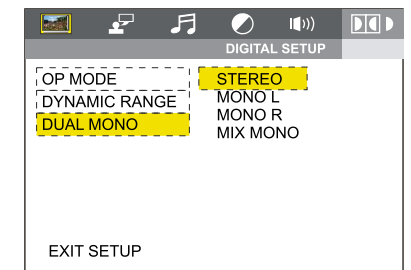 DIGITAL SETUP
OP MODE
DYNAMIC RANGE
DUAL MONO
STEREO
MONO L
MONO R
MIX MONO
EXIT SETUP